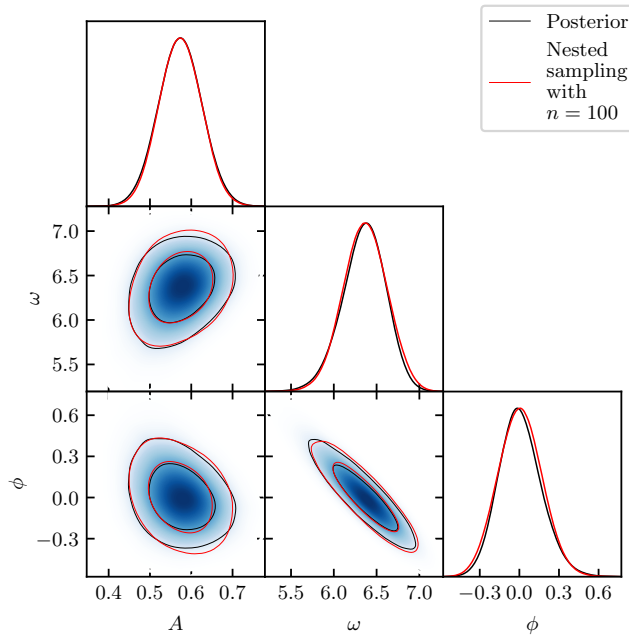 Posterior
Nested
sampling
with
n = 100
7.0
6.5
6.0
5.5
ω
0.6
0.3
0.0
−0.3
ϕ
0.4 0.5 0.6 0.7
5.5 6.0 6.5 7.0
−0.3 0.0 0.3 0.6
A
ω
ϕ